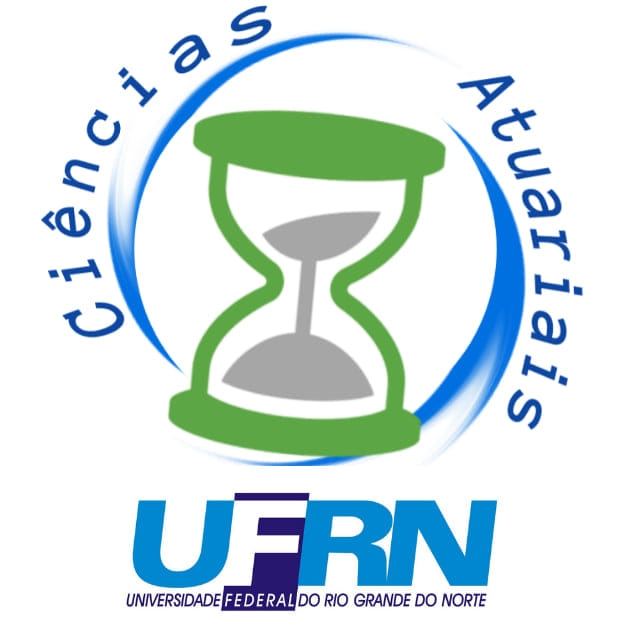 Ciências Atuariais
UFRN
UNIVERSIDADE FEDERAL DO RIO GRANDE DO NORTE